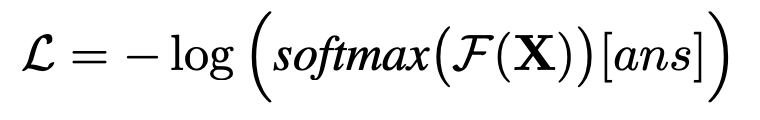 ℒ = − log (softmax(ℱ(𝐗))[ans])